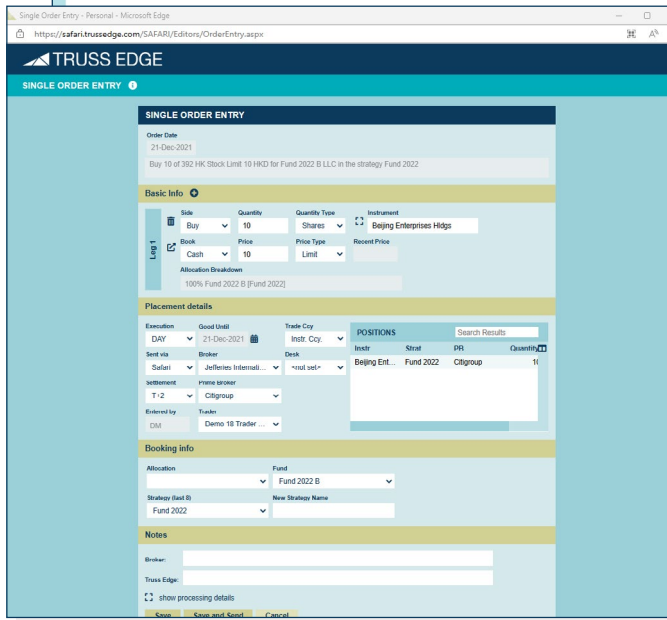 Single Order Entry - Personal - Microsoft Edge
https://safari.trussedge.com/SAFARI/Editors/OrderEntry.aspx
TRUSS EDGE
SINGLE ORDER ENTRY
SINGLE ORDER ENTRY
Order Date
21-Dec-2021
Buy 10 of 392 HK Stock Limit 10 HKD for Fund 2022 B LLC in the strategy Fund 2022
Basic Info
Leg 1
Side Quantity Quantity Type Instrument
Buy 10 Shares Beijing Enterprises Hldgs
Book Price Price Type Recent Price
Cash 10 Limit
Allocation Breakdown
100% Fund 2022 B [Fund 2022]
Placement details
Execution Good Until Trade Ccy
DAY 21-Dec-2021 Instr. Ccy.
Sent via Broker Desk
Safari Jefferies Internati... <not set>
Settlement Prime Broker
T+2 Citigroup
Entered by Trader
DM Demo 18 Trader ...
POSITIONS Search Results
Instr Strat PB Quantity
Beijing Ent... Fund 2022 Citigroup
Booking info
Allocation Fund
Fund 2022 B
Strategy (last 8) New Strategy Name
Fund 2022
Notes
Broker:
Truss Edge:
show processing details
Save Save and Send Cancel